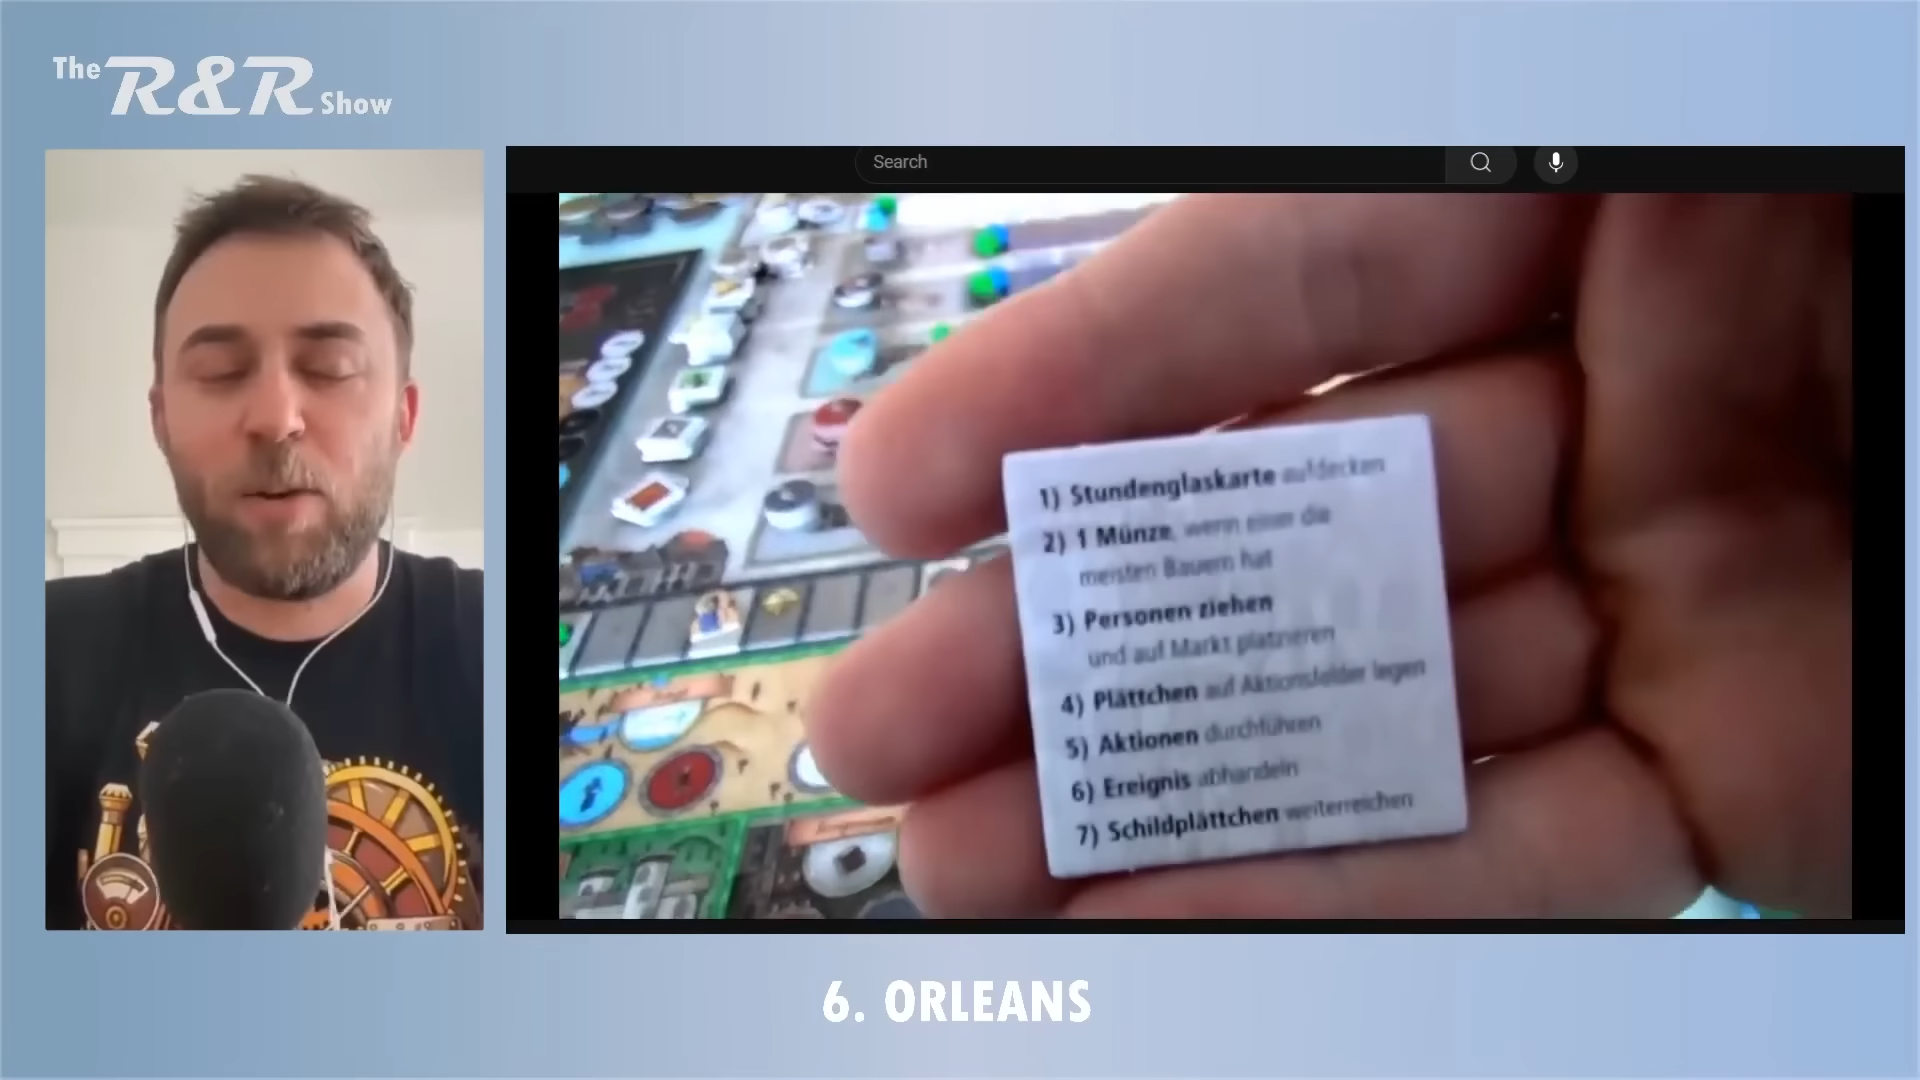 The R&R Show
Search
1) Stundenglaskarte aufdecken
2) 1 Münze, wenn einer die
meisten Bauern hat
3) Personen ziehen
und auf Markt platzieren
4) Plättchen auf Aktionsfelder legen
5) Aktionen durchführen
6) Ereignis abhandeln
7) Schildplättchen weiterreichen
6. ORLEANS